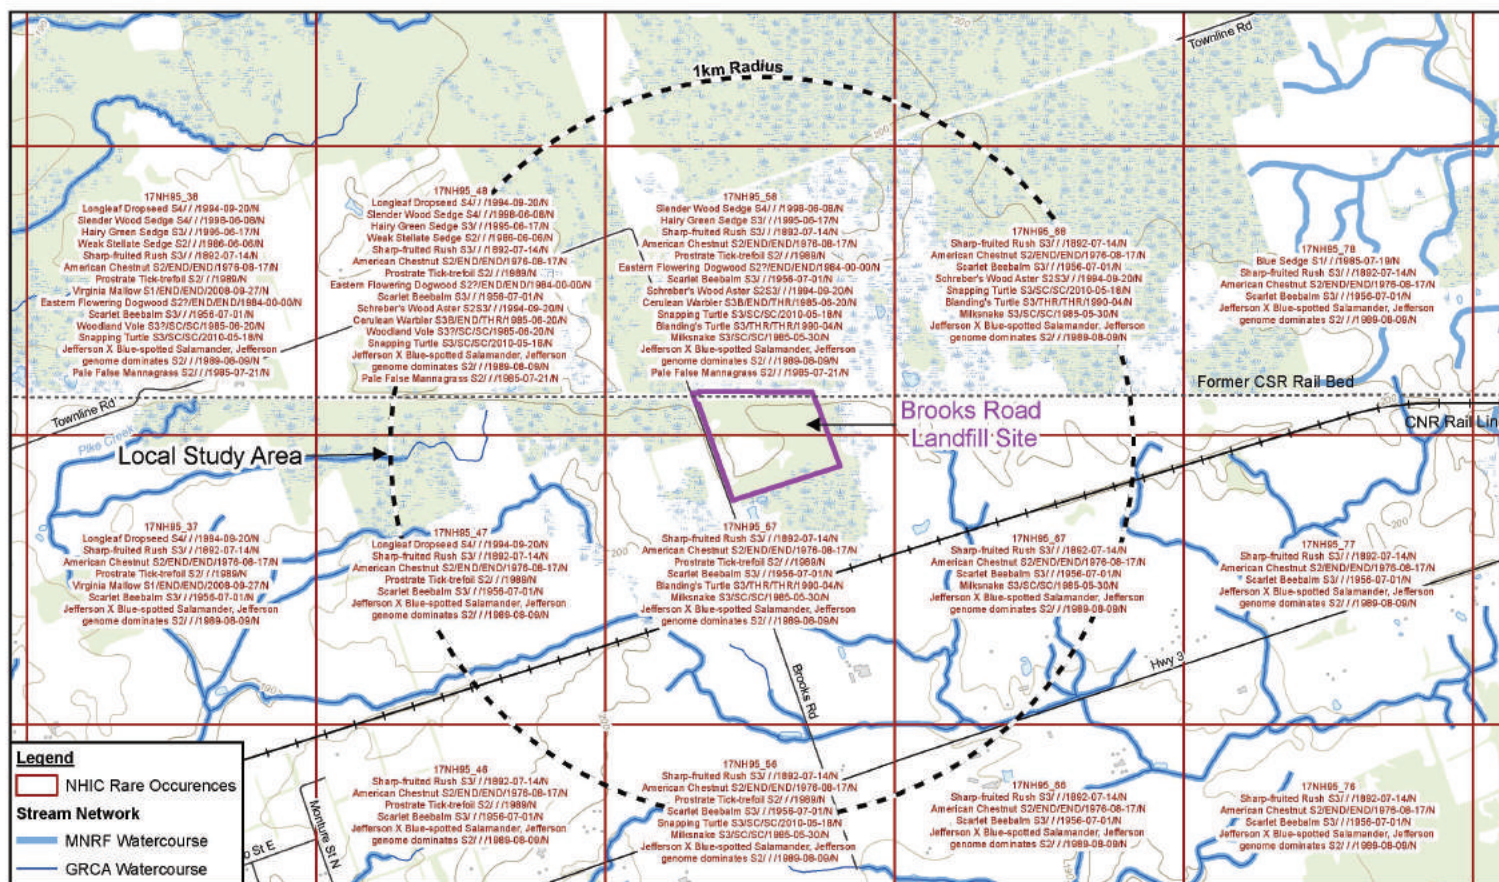 Townline Rd
1km Radius
200
190
17NH95_38
Longleaf Dropseed S4/ / /1994-09-20/N
Slender Wood Sedge S4/ / /1998-06-08/N
Hairy Green Sedge S3/ / /1995-06-17/N
Weak Stellate Sedge S2/ / /1986-06-06/N
Sharp-fruited Rush S3/ / /1892-07-14/N
American Chestnut S2/END/END/1976-08-17/N
Prostrate Tick-trefoil S2/ / /1989/N
Virginia Mallow S1/END/END/2008-09-27/N
Eastern Flowering Dogwood S2?/END/END/1984-00-00/N
Scarlet Beebalm S3/ / /1956-07-01/N
Woodland Vole S3?/SC/SC/1985-06-20/N
Snapping Turtle S3/SC/SC/2010-05-18/N
Jefferson X Blue-spotted Salamander, Jefferson
genome dominates S2/ / /1989-08-09/N
Pale False Mannagrass S2/ / /1985-07-21/N
17NH95_48
Longleaf Dropseed S4/ / /1994-09-20/N
Slender Wood Sedge S4/ / /1998-06-08/N
Hairy Green Sedge S3/ / /1995-06-17/N
Weak Stellate Sedge S2/ / /1986-06-06/N
Sharp-fruited Rush S3/ / /1892-07-14/N
American Chestnut S2/END/END/1976-08-17/N
Prostrate Tick-trefoil S2/ / /1989/N
Eastern Flowering Dogwood S2?/END/END/1984-00-00/N
Scarlet Beebalm S3/ / /1956-07-01/N
Schreber's Wood Aster S2S3/ / /1994-09-20/N
Cerulean Warbler S3B/END/THR/1985-06-20/N
Woodland Vole S3?/SC/SC/1985-06-20/N
Snapping Turtle S3/SC/SC/2010-05-18/N
Jefferson X Blue-spotted Salamander, Jefferson
genome dominates S2/ / /1989-08-09/N
Pale False Mannagrass S2/ / /1985-07-21/N
17NH95_58
Slender Wood Sedge S4/ / /1998-06-08/N
Hairy Green Sedge S3/ / /1995-06-17/N
Sharp-fruited Rush S3/ / /1892-07-14/N
American Chestnut S2/END/END/1976-08-17/N
Prostrate Tick-trefoil S2/ / /1989/N
Eastern Flowering Dogwood S2?/END/END/1984-00-00/N
Scarlet Beebalm S3/ / /1956-07-01/N
Schreber's Wood Aster S2S3/ / /1994-09-20/N
Cerulean Warbler S3B/END/THR/1985-06-20/N
Snapping Turtle S3/SC/SC/2010-05-18/N
Blanding's Turtle S3/THR/THR/1990-04/N
Milksnake S3/SC/SC/1985-05-30/N
Jefferson X Blue-spotted Salamander, Jefferson
genome dominates S2/ / /1989-08-09/N
Pale False Mannagrass S2/ / /1985-07-21/N
17NH95_68
Sharp-fruited Rush S3/ / /1892-07-14/N
American Chestnut S2/END/END/1976-08-17/N
Scarlet Beebalm S3/ / /1956-07-01/N
Schreber's Wood Aster S2S3/ / /1994-09-20/N
Snapping Turtle S3/SC/SC/2010-05-18/N
Blanding's Turtle S3/THR/THR/1990-04/N
Milksnake S3/SC/SC/1985-05-30/N
Jefferson X Blue-spotted Salamander, Jefferson
genome dominates S2/ / /1989-08-09/N
17NH95_78
Blue Sedge S1/ / /1985-07-19/N
Sharp-fruited Rush S3/ / /1892-07-14/N
American Chestnut S2/END/END/1976-08-17/N
Scarlet Beebalm S3/ / /1956-07-01/N
Jefferson X Blue-spotted Salamander, Jefferson
genome dominates S2/ / /1989-08-09/N
Former CSR Rail Bed
200
CNR Rail Lin
Townline Rd
Pike Creek
Local Study Area
Brooks Road
Landfill Site
17NH95_37
Longleaf Dropseed S4/ / /1994-09-20/N
Sharp-fruited Rush S3/ / /1892-07-14/N
American Chestnut S2/END/END/1976-08-17/N
Prostrate Tick-trefoil S2/ / /1989/N
Virginia Mallow S1/END/END/2008-09-27/N
Scarlet Beebalm S3/ / /1956-07-01/N
Jefferson X Blue-spotted Salamander, Jefferson
genome dominates S2/ / /1989-08-09/N
17NH95_47
Longleaf Dropseed S4/ / /1994-09-20/N
Sharp-fruited Rush S3/ / /1892-07-14/N
American Chestnut S2/END/END/1976-08-17/N
Prostrate Tick-trefoil S2/ / /1989/N
Scarlet Beebalm S3/ / /1956-07-01/N
Jefferson X Blue-spotted Salamander, Jefferson
genome dominates S2/ / /1989-08-09/N
200
17NH95_57
Sharp-fruited Rush S3/ / /1892-07-14/N
American Chestnut S2/END/END/1976-08-17/N
Prostrate Tick-trefoil S2/ / /1989/N
Scarlet Beebalm S3/ / /1956-07-01/N
Blanding's Turtle S3/THR/THR/1990-04/N
Milksnake S3/SC/SC/1985-05-30/N
Jefferson X Blue-spotted Salamander, Jefferson
genome dominates S2/ / /1989-08-09/N
17NH95_67
Sharp-fruited Rush S3/ / /1892-07-14/N
American Chestnut S2/END/END/1976-08-17/N
Scarlet Beebalm S3/ / /1956-07-01/N
Milksnake S3/SC/SC/1985-05-30/N
Jefferson X Blue-spotted Salamander, Jefferson
genome dominates S2/ / /1989-08-09/N
200
17NH95_77
Sharp-fruited Rush S3/ / /1892-07-14/N
American Chestnut S2/END/END/1976-08-17/N
Scarlet Beebalm S3/ / /1956-07-01/N
Jefferson X Blue-spotted Salamander, Jefferson
genome dominates S2/ / /1989-08-09/N
190
Brooks Rd
Hwy 3
200
Legend
NHIC Rare Occurences
Stream Network
MNRF Watercourse
GRCA Watercourse
o St E
Monture St N
17NH95_46
Sharp-fruited Rush S3/ / /1892-07-14/N
American Chestnut S2/END/END/1976-08-17/N
Prostrate Tick-trefoil S2/ / /1989/N
Scarlet Beebalm S3/ / /1956-07-01/N
Jefferson X Blue-spotted Salamander, Jefferson
genome dominates S2/ / /1989-08-09/N
17NH95_56
Sharp-fruited Rush S3/ / /1892-07-14/N
American Chestnut S2/END/END/1976-08-17/N
Prostrate Tick-trefoil S2/ / /1989/N
Scarlet Beebalm S3/ / /1956-07-01/N
Snapping Turtle S3/SC/SC/2010-05-18/N
Milksnake S3/SC/SC/1985-05-30/N
Jefferson X Blue-spotted Salamander, Jefferson
genome dominates S2/ / /1989-08-09/N
17NH95_66
Sharp-fruited Rush S3/ / /1892-07-14/N
American Chestnut S2/END/END/1976-08-17/N
Scarlet Beebalm S3/ / /1956-07-01/N
Jefferson X Blue-spotted Salamander, Jefferson
genome dominates S2/ / /1989-08-09/N
190
17NH95_76
Sharp-fruited Rush S3/ / /1892-07-14/N
American Chestnut S2/END/END/1976-08-17/N
Scarlet Beebalm S3/ / /1956-07-01/N
Jefferson X Blue-spotted Salamander, Jefferson
genome dominates S2/ / /1989-08-09/N